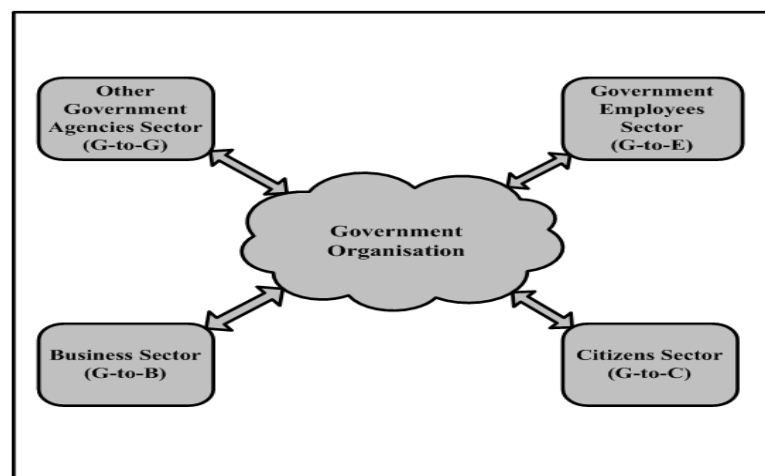 Other
Government
Agencies Sector
(G-to-G)
Government
Employees
Sector
(G-to-E)
Government
Organisation
Business Sector
(G-to-B)
Citizens Sector
(G-to-C)